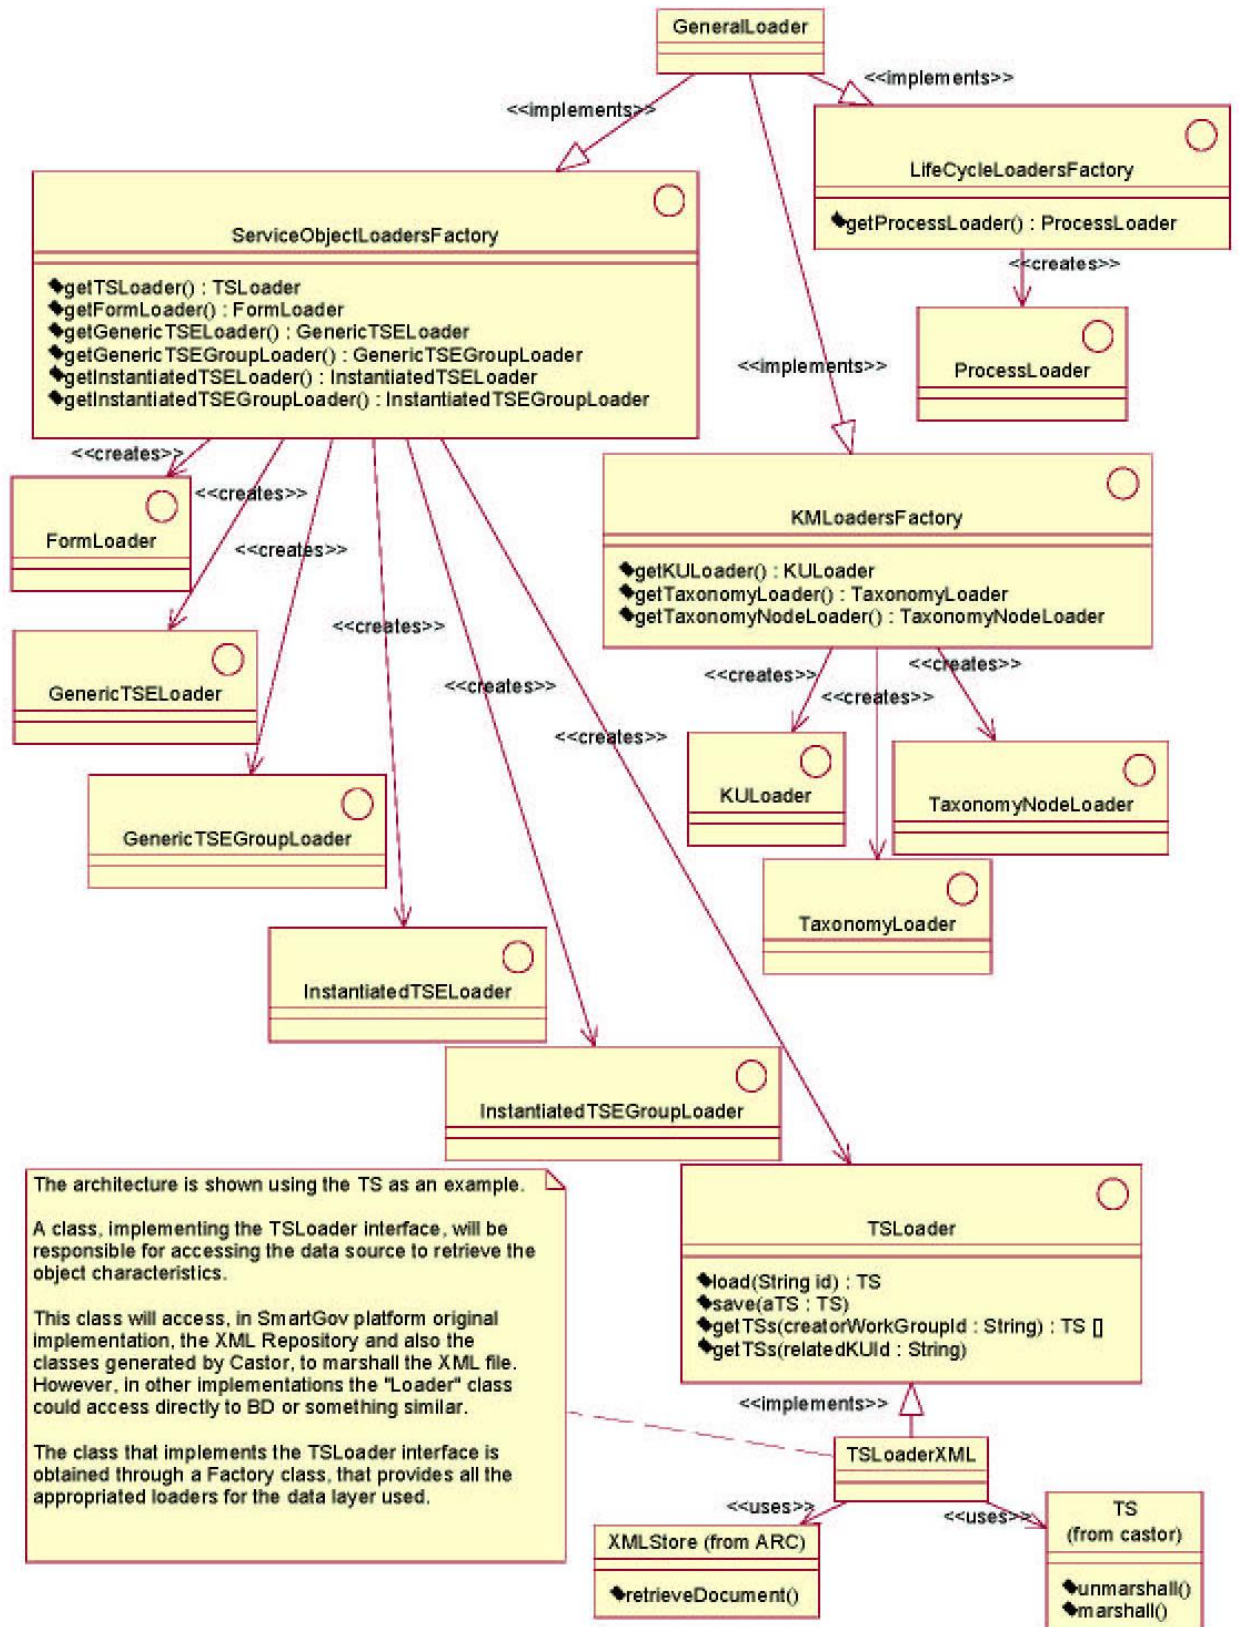 GeneralLoader
<<implements>>
<<implements>>
LifeCycleLoadersFactory
getProcessLoader() : ProcessLoader
<<creates>>
ProcessLoader
ServiceObjectLoadersFactory
getTSLoader() : TSLoader
getFormLoader() : FormLoader
getGenericTSELoader() : GenericTSELoader
getGenericTSEGroupLoader() : GenericTSEGroupLoader
getInstantiatedTSELoader() : InstantiatedTSELoader
getInstantiatedTSEGroupLoader() : InstantiatedTSEGroupLoader
<<implements>>
<<creates>>
<<creates>>
<<creates>>
<<creates>>
<<creates>>
<<creates>>
FormLoader
GenericTSELoader
GenericTSEGroupLoader
InstantiatedTSELoader
InstantiatedTSEGroupLoader
KMLoadersFactory
getKULoader() : KULoader
getTaxonomyLoader() : TaxonomyLoader
getTaxonomyNodeLoader() : TaxonomyNodeLoader
<<creates>>
<<creates>>
<<creates>>
KULoader
TaxonomyNodeLoader
TaxonomyLoader
TSLoader
load(String id) : TS
save(aTS : TS)
getTSs(creatorWorkGroupId : String) : TS []
getTSs(relatedKUId : String)
<<implements>>
TSLoaderXML
<<uses>>
<<uses>>
XMLStore (from ARC)
retrieveDocument()
TS
(from castor)
unmarshall()
marshall()
The architecture is shown using the TS as an example.
A class, implementing the TSLoader interface, will be
responsible for accessing the data source to retrieve the
object characteristics.
This class will access, in SmartGov platform original
implementation, the XML Repository and also the
classes generated by Castor, to marshall the XML file.
However, in other implementations the "Loader" class
could access directly to BD or something similar.
The class that implements the TSLoader interface is
obtained through a Factory class, that provides all the
appropriated loaders for the data layer used.